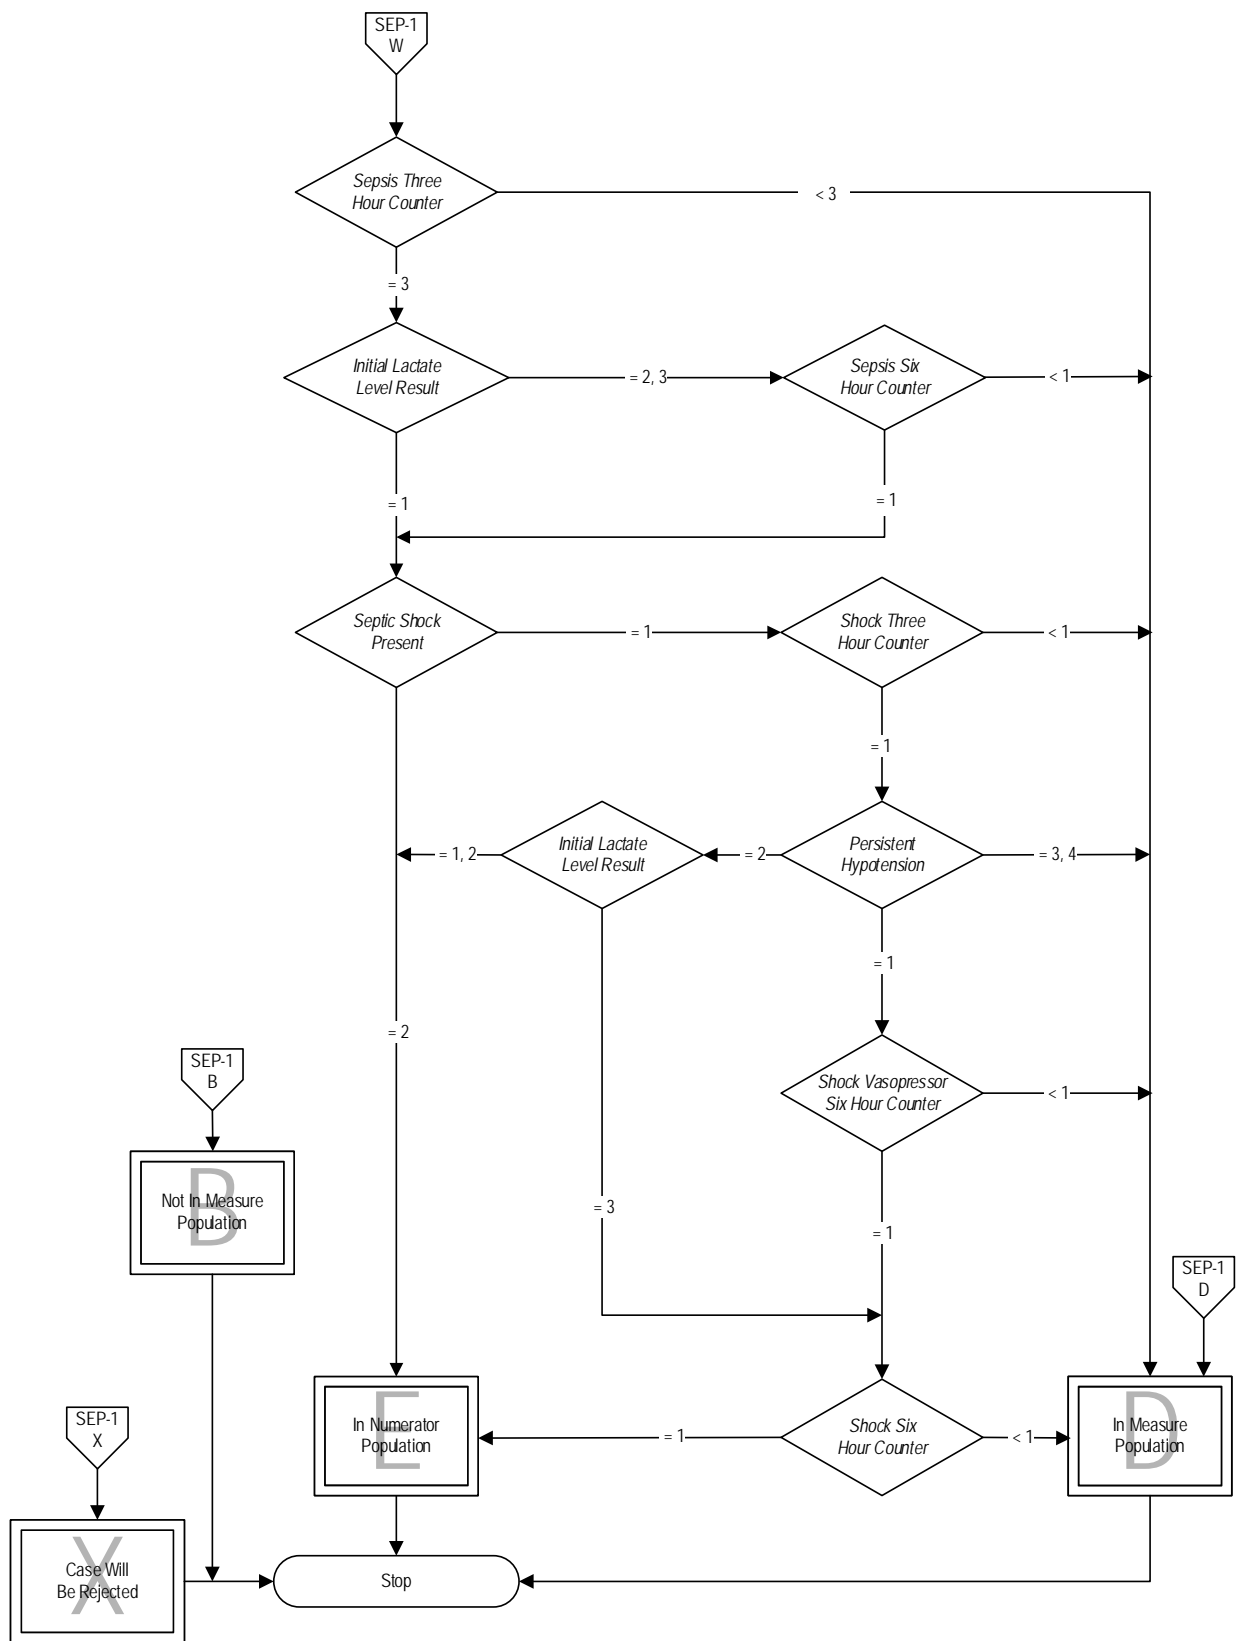 SEP-1
W
Sepsis Three
Hour Counter
< 3
= 3
Initial Lactate
Level Result
= 2, 3
Sepsis Six
Hour Counter
< 1
= 1
= 1
Septic Shock
Present
= 1
Shock Three
Hour Counter
< 1
= 1
= 1, 2
Initial Lactate
Level Result
= 2
Persistent
Hypotension
= 3, 4
= 1
= 2
SEP-1
B
Shock Vasopressor
Six Hour Counter
< 1
B
Not In Measure
Population
= 3
= 1
SEP-1
D
SEP-1
X
E
In Numerator
Population
= 1
Shock Six
Hour Counter
< 1
D
In Measure
Population
X
Case Will
Be Rejected
Stop